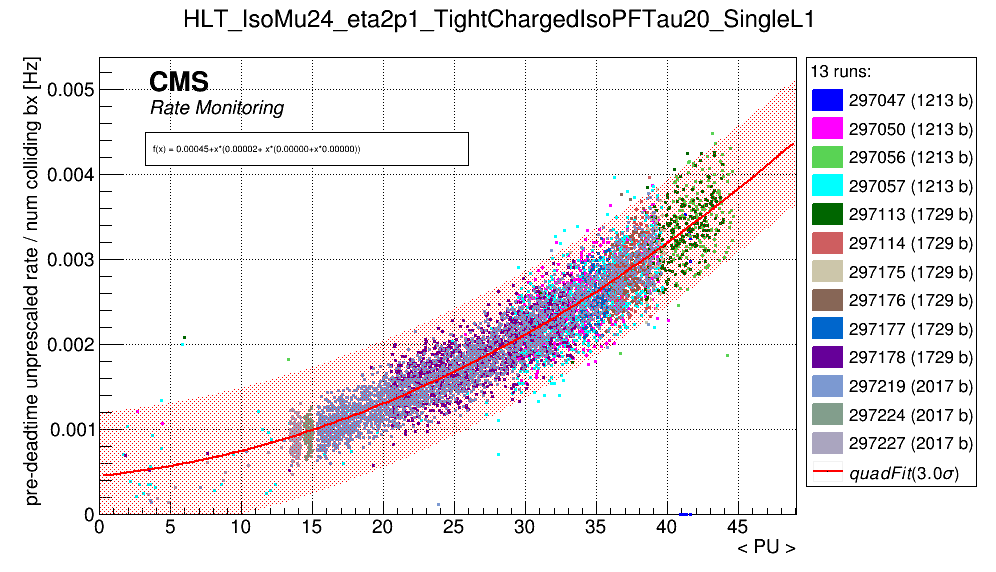 HLT_IsoMu24_eta2p1_TightChargedIsoPFTau20_SingleL1
pre-deadtime unprescaled rate / num colliding bx [Hz]
CMS
Rate Monitoring
f(x) = 0.00045+x*(0.00002+ x*(0.00000+x*0.00000))
0.005
0.004
0.003
0.002
0.001
0
0 5 10 15 20 25 30 35 40 45
< PU >
13 runs:
297047 (1213 b)
297050 (1213 b)
297056 (1213 b)
297057 (1213 b)
297113 (1729 b)
297114 (1729 b)
297175 (1729 b)
297176 (1729 b)
297177 (1729 b)
297178 (1729 b)
297219 (2017 b)
297224 (2017 b)
297227 (2017 b)
quadFit(3.0σ)